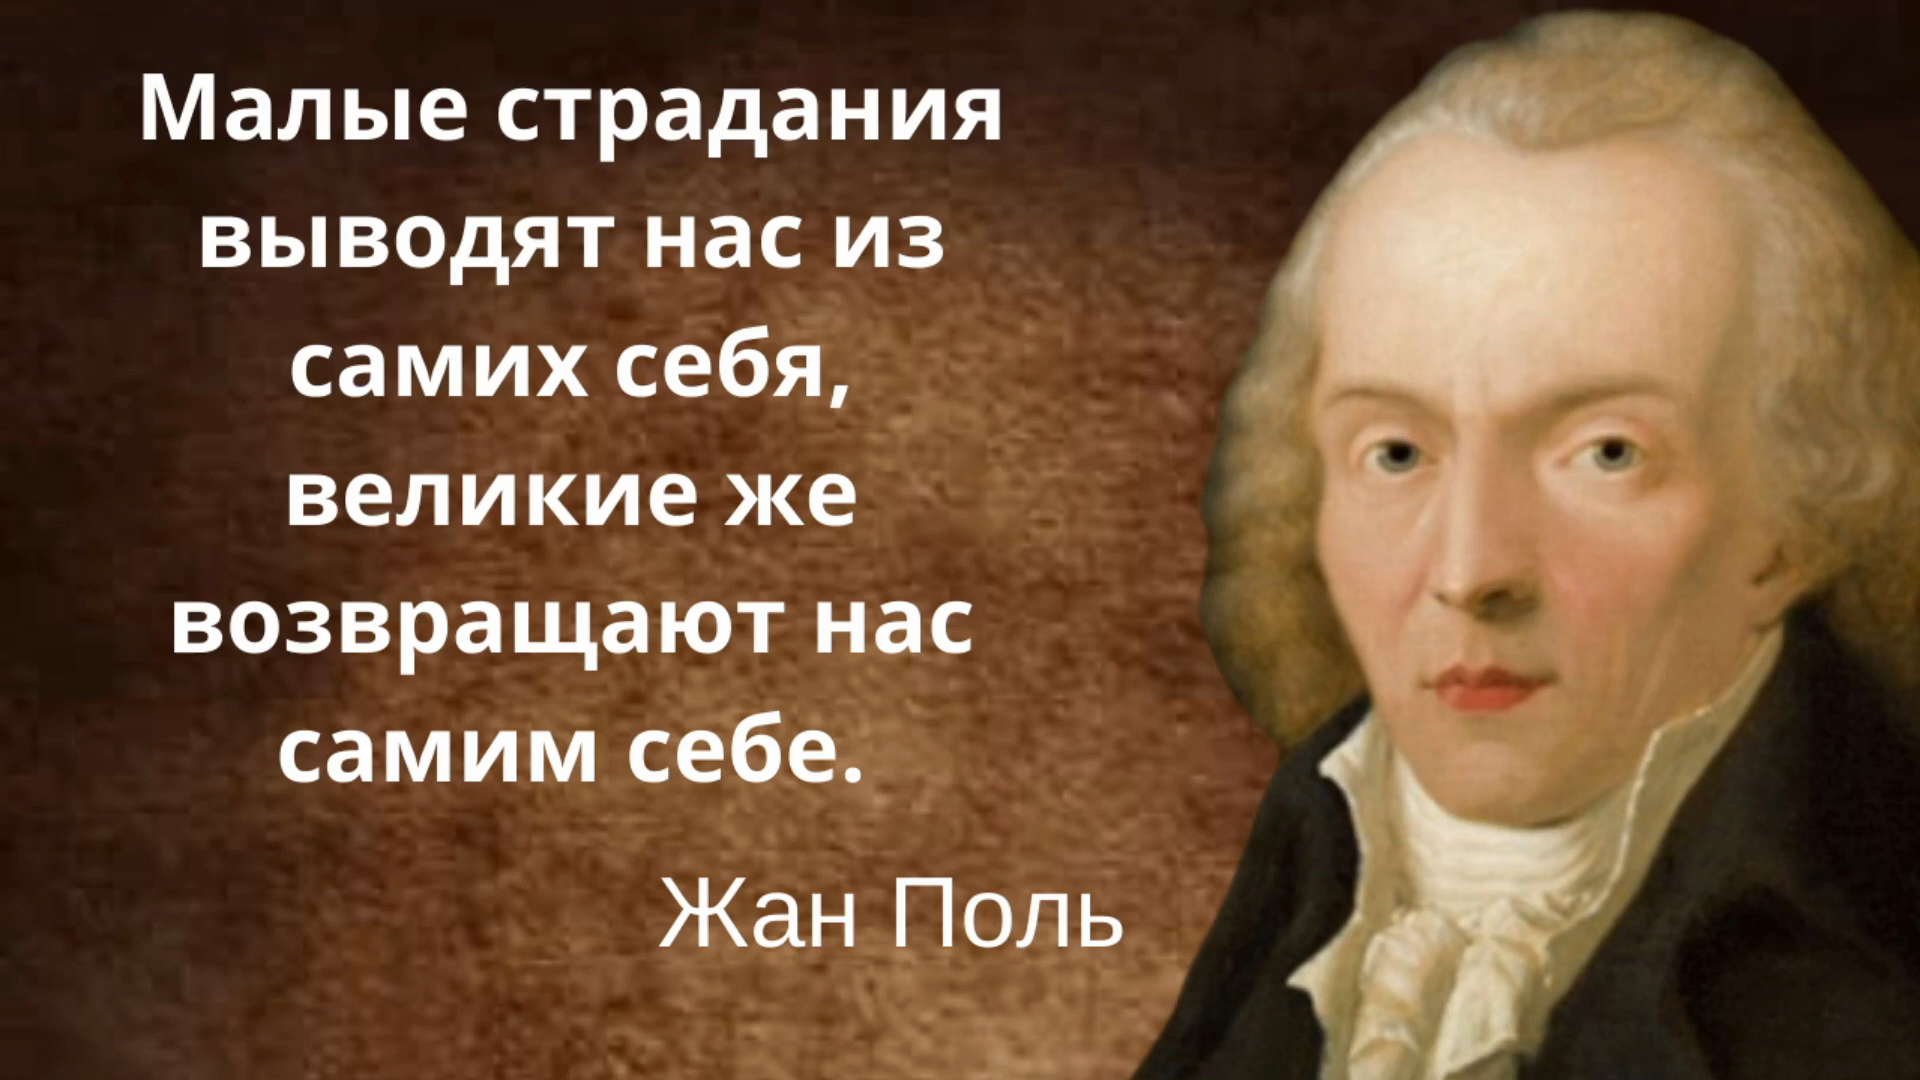 Малые страдания
выводят нас из
самих себя,
великие же
возвращают нас
самим себе.
Жан Поль